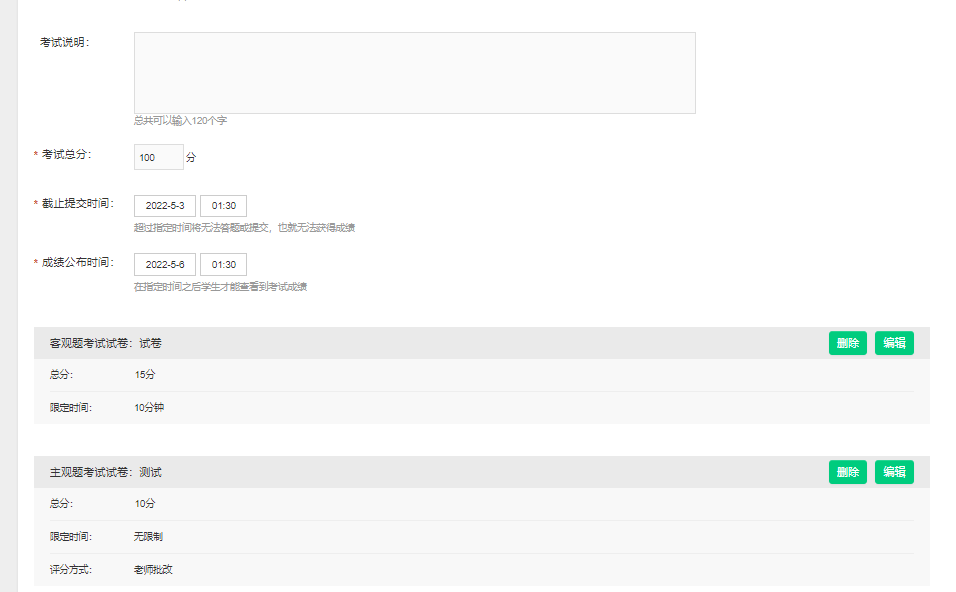 考试说明：
总共可以输入120个字
* 考试总分： 100 分
* 截止提交时间： 2022-5-3 01:30
超过指定时间将无法答题或提交，也就无法获得成绩
* 成绩公布时间： 2022-5-6 01:30
在指定时间之后学生才能查看到考试成绩
客观题考试试卷：试卷 删除 编辑
总分： 15分
限定时间： 10分钟
主观题考试试卷：测试 删除 编辑
总分： 10分
限定时间： 无限制
评分方式： 老师批改